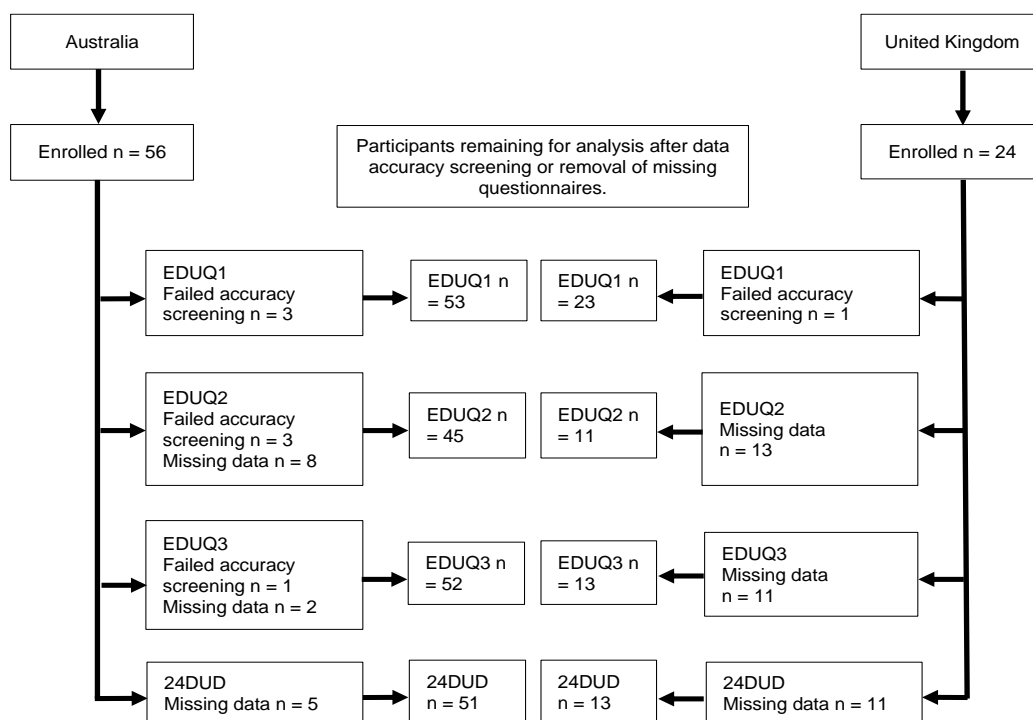 Australia
United Kingdom
Enrolled n = 56
Participants remaining for analysis after data
accuracy screening or removal of missing
questionnaires.
Enrolled n = 24
EDUQ1
Failed accuracy
screening n = 3
EDUQ1 n
= 53
EDUQ1 n
= 23
EDUQ1
Failed accuracy
screening n = 1
EDUQ2
Failed accuracy
screening n = 3
Missing data n = 8
EDUQ2 n
= 45
EDUQ2 n
= 11
EDUQ2
Missing data
n = 13
EDUQ3
Failed accuracy
screening n = 1
Missing data n = 2
EDUQ3 n
= 52
EDUQ3 n
= 13
EDUQ3
Missing data
n = 11
24DUD
Missing data n = 5
24DUD
n = 51
24DUD
n = 13
24DUD
Missing data n = 11